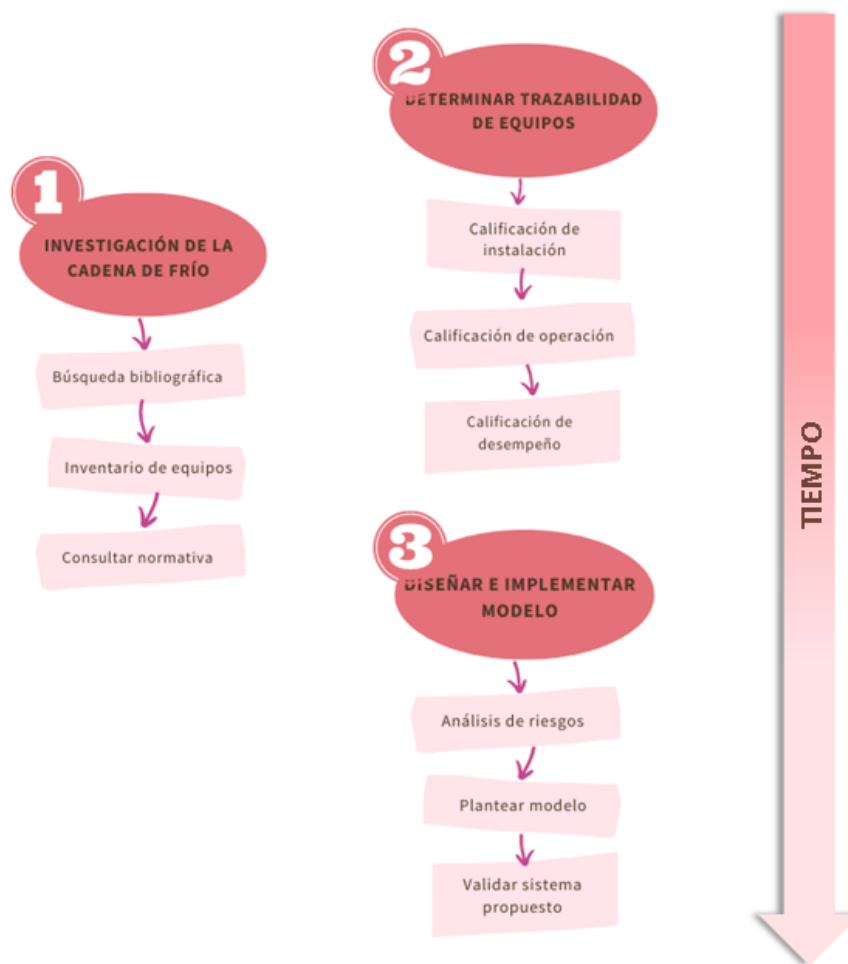 1
INVESTIGACIÓN DE LA
CADENA DE FRÍO
Búsqueda bibliográfica
Inventario de equipos
Consultar normativa
2
DETERMINAR TRAZABILIDAD
DE EQUIPOS
Calificación de
instalación
Calificación de operación
Calificación de
desempeño
3
DISEÑAR E IMPLEMENTAR
MODELO
Análisis de riesgos
Plantear modelo
Validar sistema
propuesto
TIEMPO